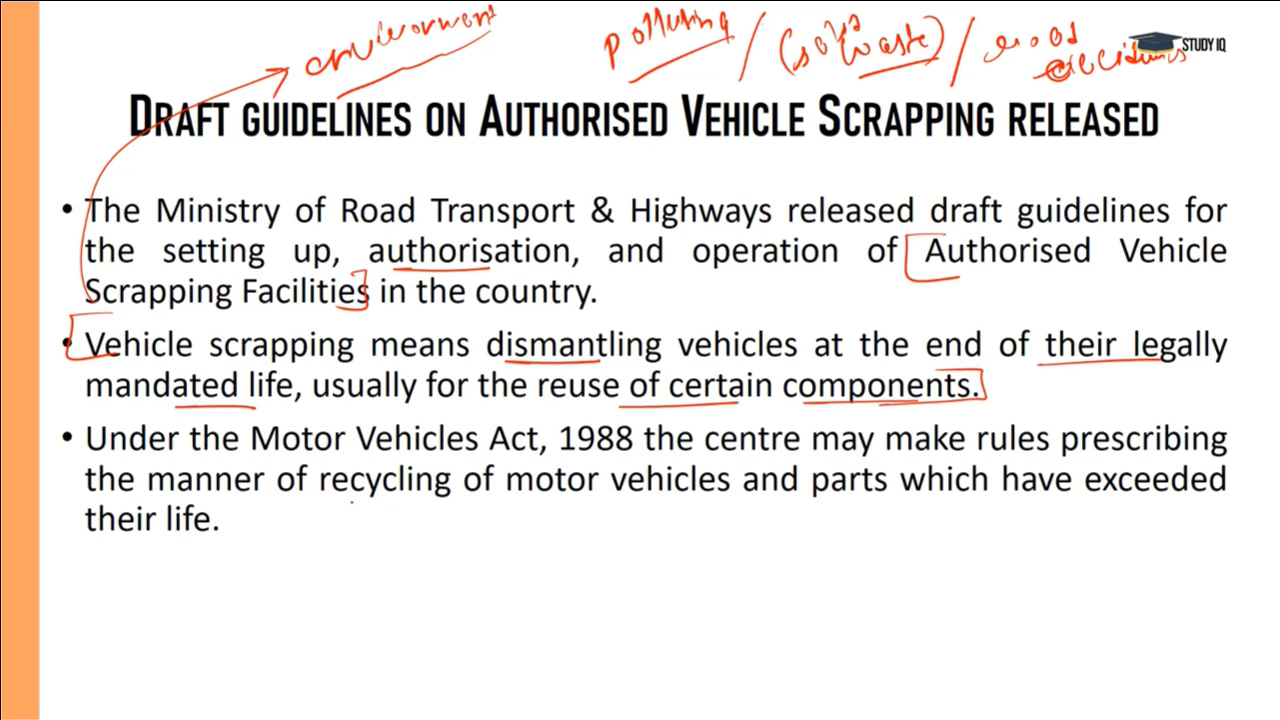 environment
polluting / (solid waste) / road accidents
STUDY IQ
DRAFT GUIDELINES ON AUTHORISED VEHICLE SCRAPPING RELEASED
• The Ministry of Road Transport & Highways released draft guidelines for
the setting up, authorisation, and operation of Authorised Vehicle
Scrapping Facilities in the country.
• Vehicle scrapping means dismantling vehicles at the end of their legally
mandated life, usually for the reuse of certain components.
• Under the Motor Vehicles Act, 1988 the centre may make rules prescribing
the manner of recycling of motor vehicles and parts which have exceeded
their life.